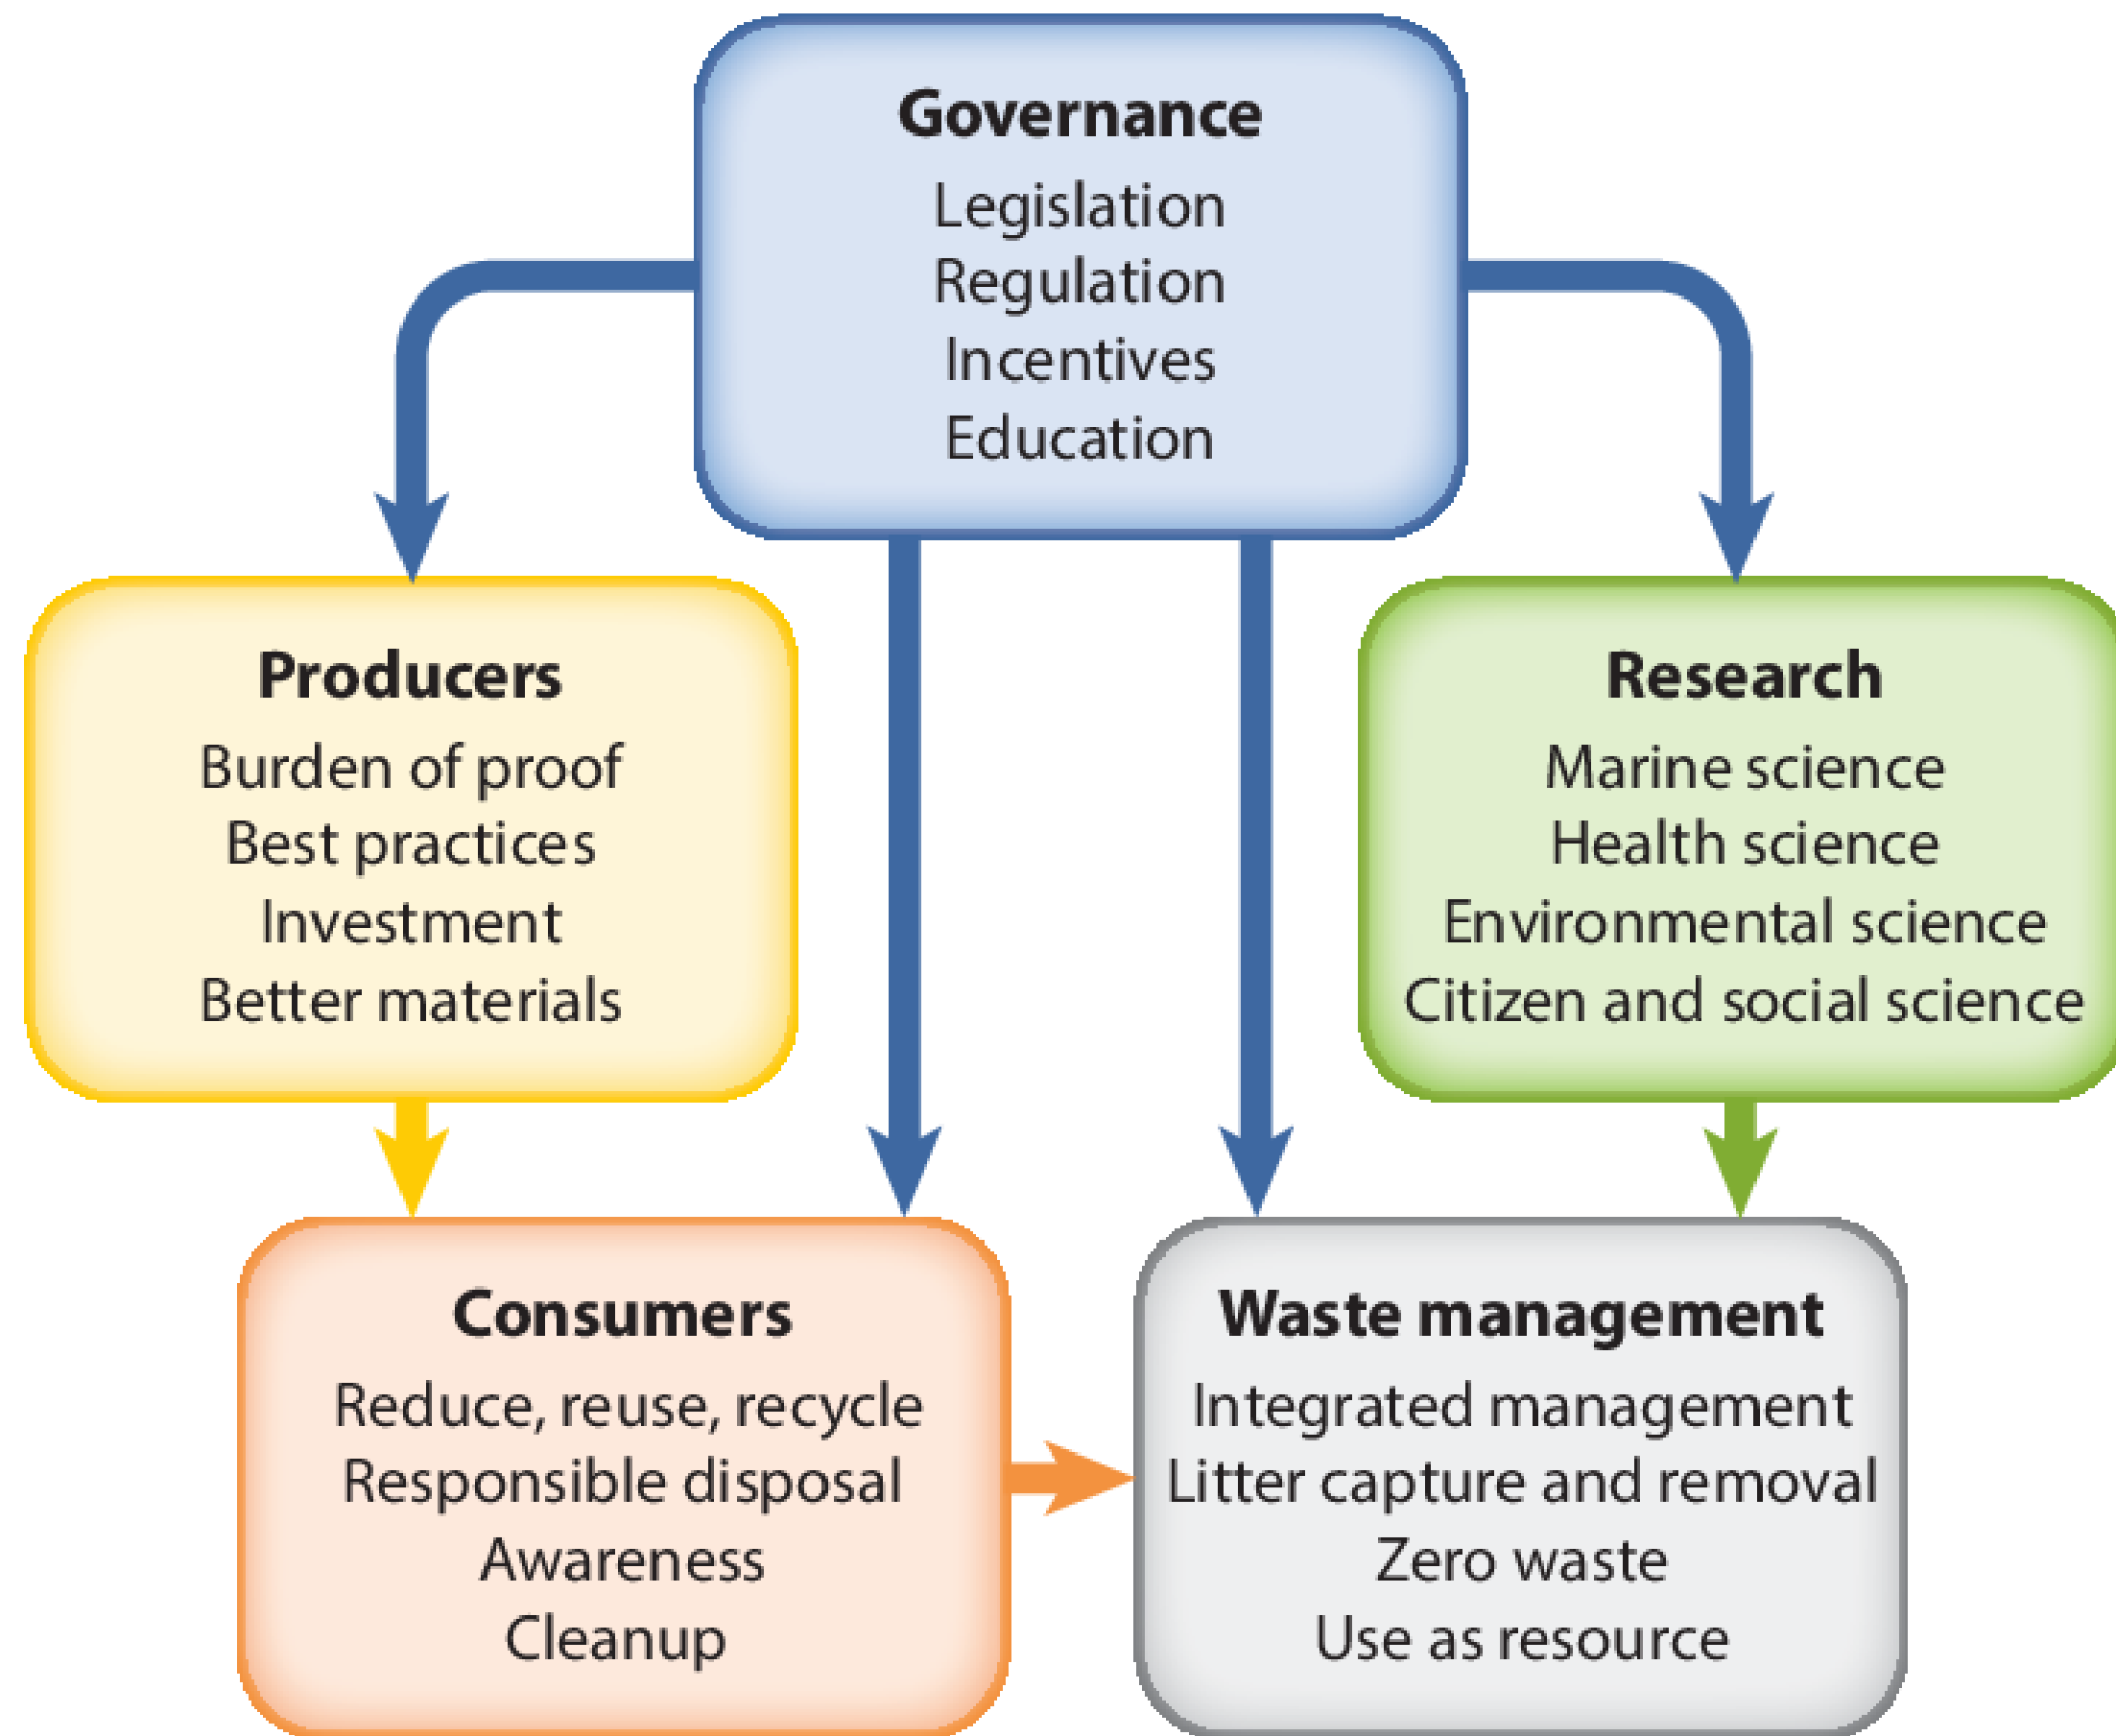 Governance
Legislation
Regulation
Incentives
Education
Producers
Burden of proof
Best practices
Investment
Better materials
Research
Marine science
Health science
Environmental science
Citizen and social science
Consumers
Reduce, reuse, recycle
Responsible disposal
Awareness
Cleanup
Waste management
Integrated management
Litter capture and removal
Zero waste
Use as resource